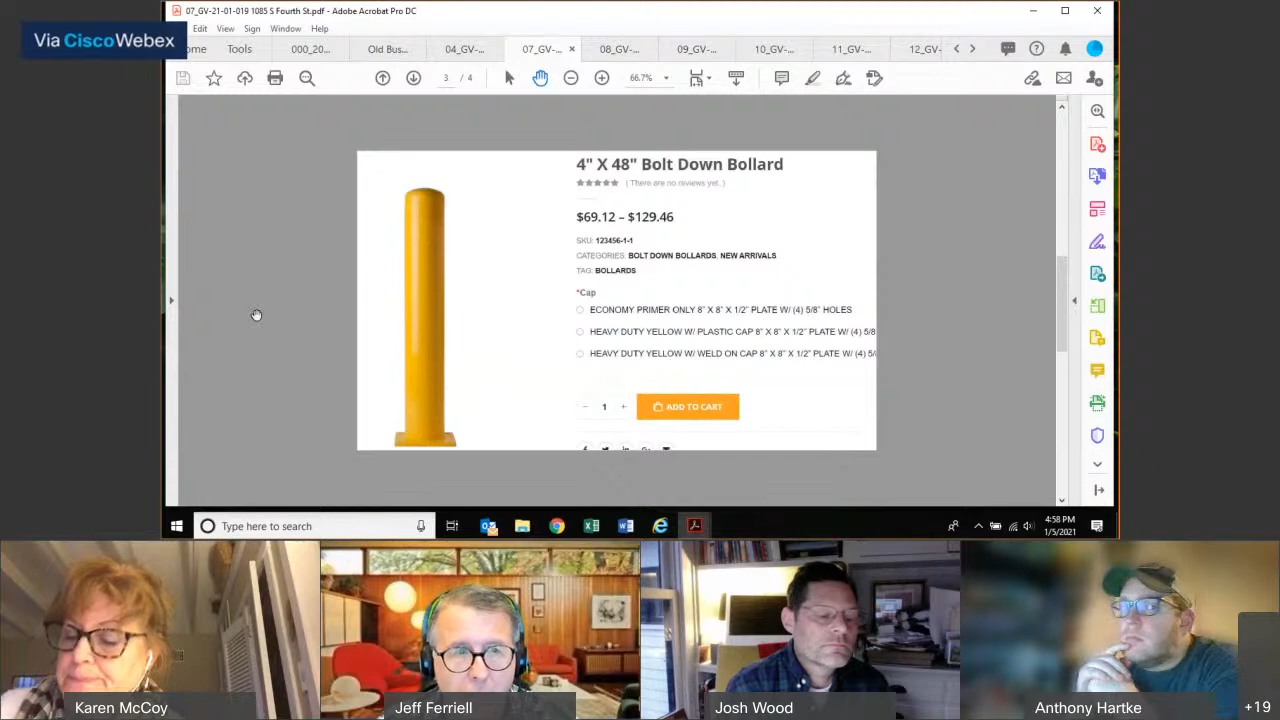 07_GV-21-01-019 1085 S Fourth St.pdf - Adobe Acrobat Pro DC
Via CiscoWebex
Edit View Sign Window Help
ome Tools 000_20... Old Bas... 04_GV-... 07_GV-... × 08_GV-... 09_GV-... 10_GV-... 11_GV-... 12_GV-
3 / 4 66.7%
4" X 48" Bolt Down Bollard
( There are no reviews yet. )
$69.12 – $129.46
SKU: 123456-1-1
CATEGORIES: BOLT DOWN BOLLARDS, NEW ARRIVALS
TAG: BOLLARDS
*Cap
ECONOMY PRIMER ONLY 8" X 8" X 1/2" PLATE W/ (4) 5/8" HOLES
HEAVY DUTY YELLOW W/ PLASTIC CAP 8" X 8" X 1/2" PLATE W/ (4) 5/8
HEAVY DUTY YELLOW W/ WELD ON CAP 8" X 8" X 1/2" PLATE W/ (4) 5/
− 1 + ADD TO CART
Type here to search
4:58 PM
1/5/2021
Karen McCoy
Jeff Ferriell
Josh Wood
Anthony Hartke
+19